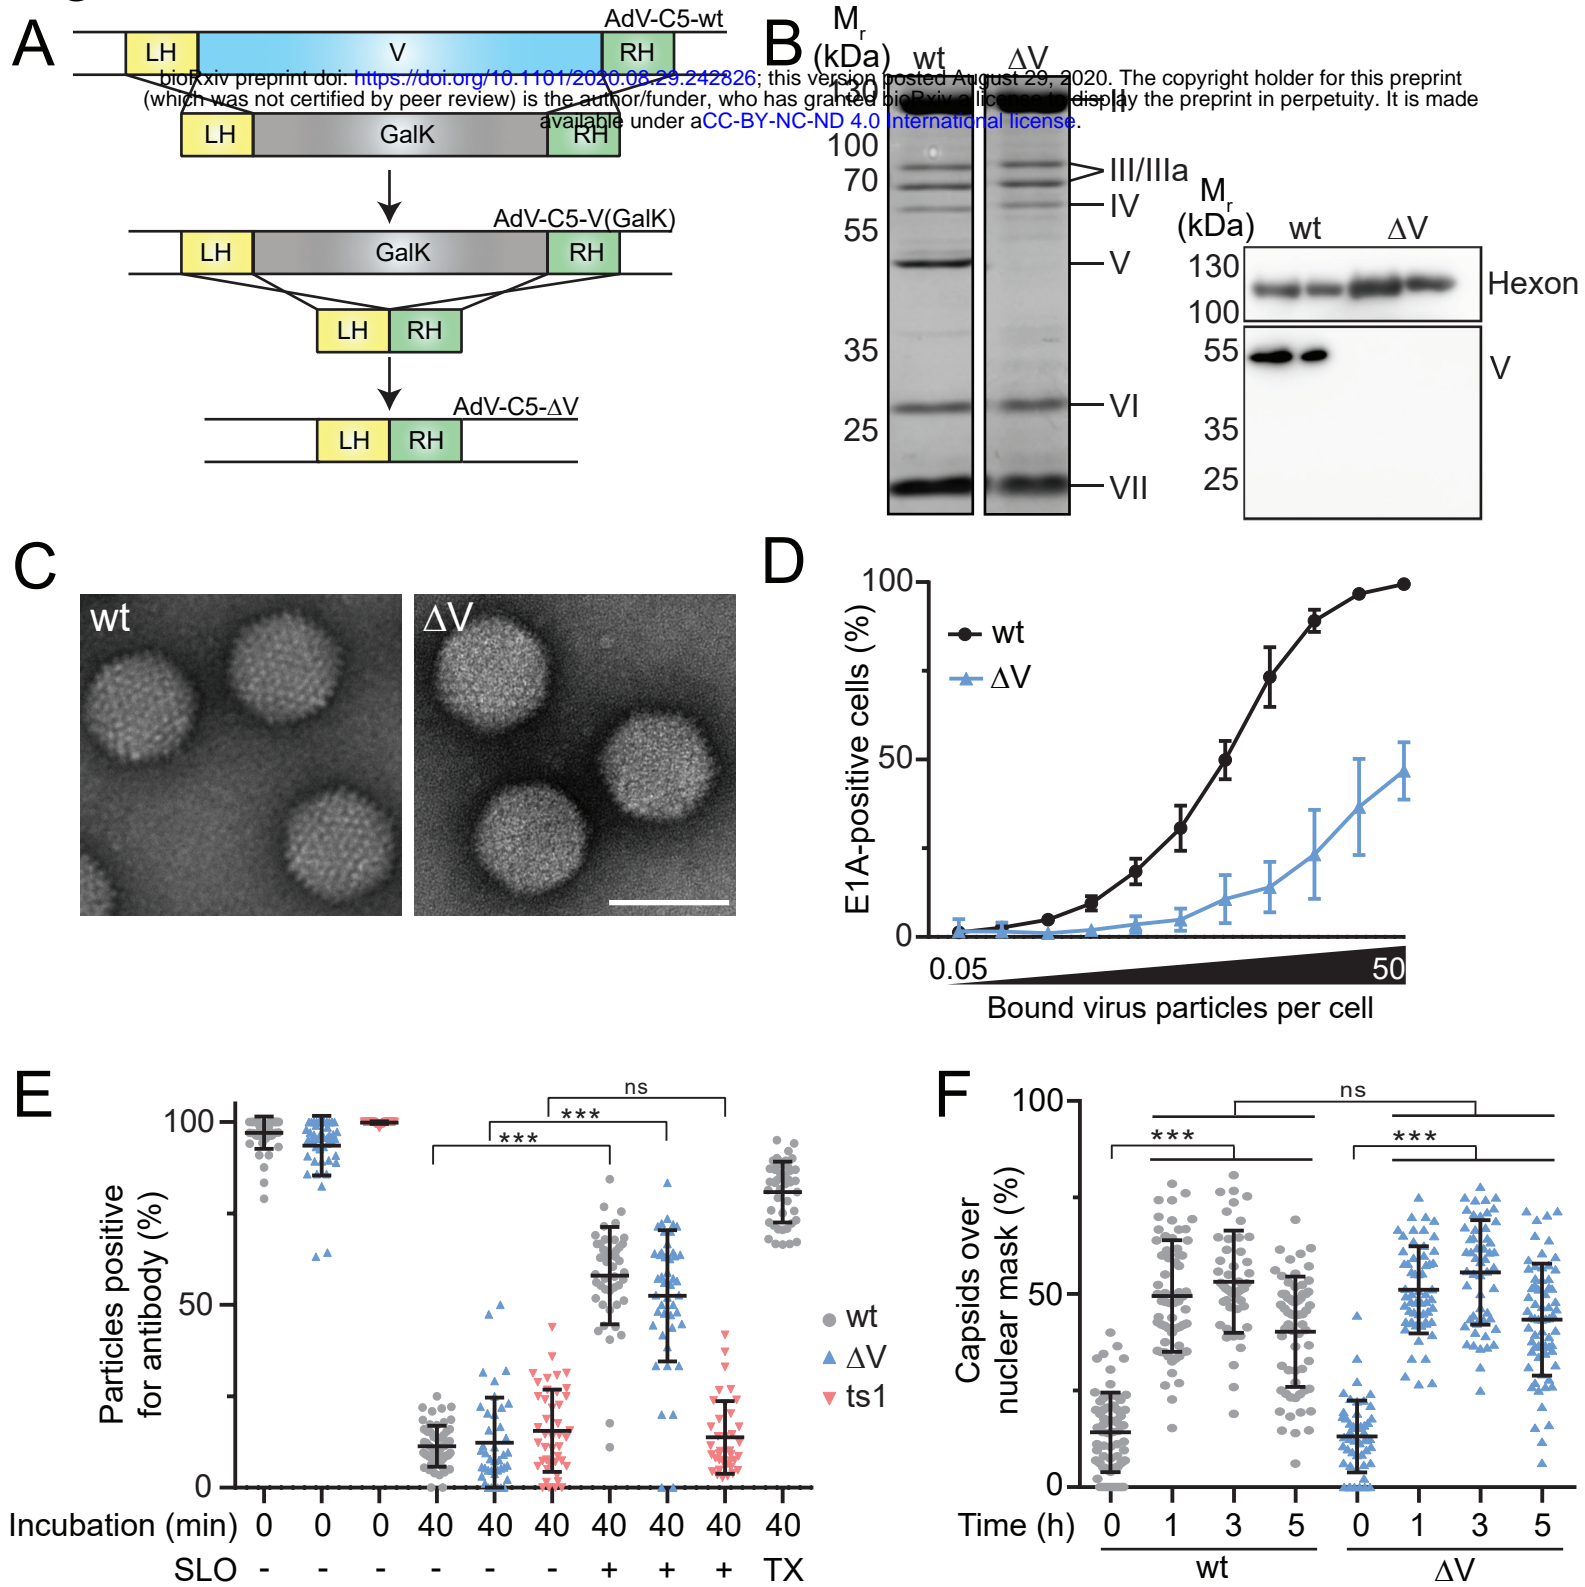 A
AdV-C5-wt
LH V RH
bioRxiv preprint doi: https://doi.org/10.1101/2020.08.29.242826; this version posted August 29, 2020. The copyright holder for this preprint
(which was not certified by peer review) is the author/funder, who has granted bioRxiv a license to display the preprint in perpetuity. It is made
available under aCC-BY-NC-ND 4.0 International license.
LH GalK RH
AdV-C5-V(GalK)
LH GalK RH
LH RH
AdV-C5-ΔV
LH RH
B
Mr
(kDa) wt ΔV
130
100
70
55
35
25
II
III/IIIa
IV
V
VI
VII
Mr
(kDa) wt ΔV
130
100
Hexon
55
35
25
V
C
wt
ΔV
D
E1A-positive cells (%)
100
50
0
wt
ΔV
0.05 50
Bound virus particles per cell
E
Particles positive
for antibody (%)
100
50
0
ns
***
***
wt
ΔV
ts1
Incubation (min) 0 0 0 40 40 40 40 40 40 40
SLO - - - - - - + + + TX
F
Capsids over
nuclear mask (%)
100
50
0
ns
*** ***
Time (h) 0 1 3 5 0 1 3 5
wt ΔV